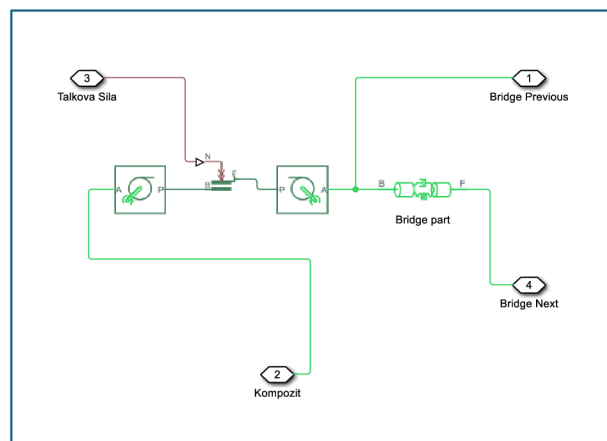 3
Talkova Sila
1
Bridge Previous
N
B
F
A
P
P
A
B
F
Bridge part
4
Bridge Next
2
Kompozit